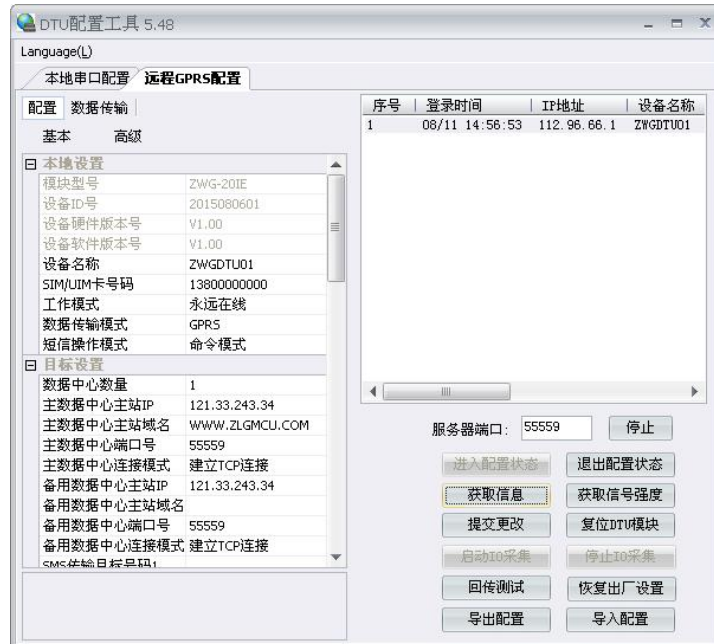 DTU配置工具 5.48
Language(L)
本地串口配置 远程GPRS配置
配置 数据传输
基本 高级
本地设置
模块型号 ZWG-20IE
设备ID号 2015080601
设备硬件版本号 V1.00
设备软件版本号 V1.00
设备名称 ZWGDTU01
SIM/UIM卡号码 13800000000
工作模式 永远在线
数据传输模式 GPRS
短信操作模式 命令模式
目标设置
数据中心数量 1
主数据中心主站IP 121.33.243.34
主数据中心主站域名 WWW.ZLGMCU.COM
主数据中心端口号 55559
主数据中心连接模式 建立TCP连接
备用数据中心主站IP 121.33.243.34
备用数据中心主站域名
备用数据中心端口号 55559
备用数据中心连接模式 建立TCP连接
SMS传输目标号码1
序号 登录时间 IP地址 设备名称
1 08/11 14:56:53 112.96.66.1 ZWGDTU01
服务器端口: 55559 停止
进入配置状态 退出配置状态
获取信息 获取信号强度
提交更改 复位DTU模块
启动IO采集 停止IO采集
回传测试 恢复出厂设置
导出配置 导入配置